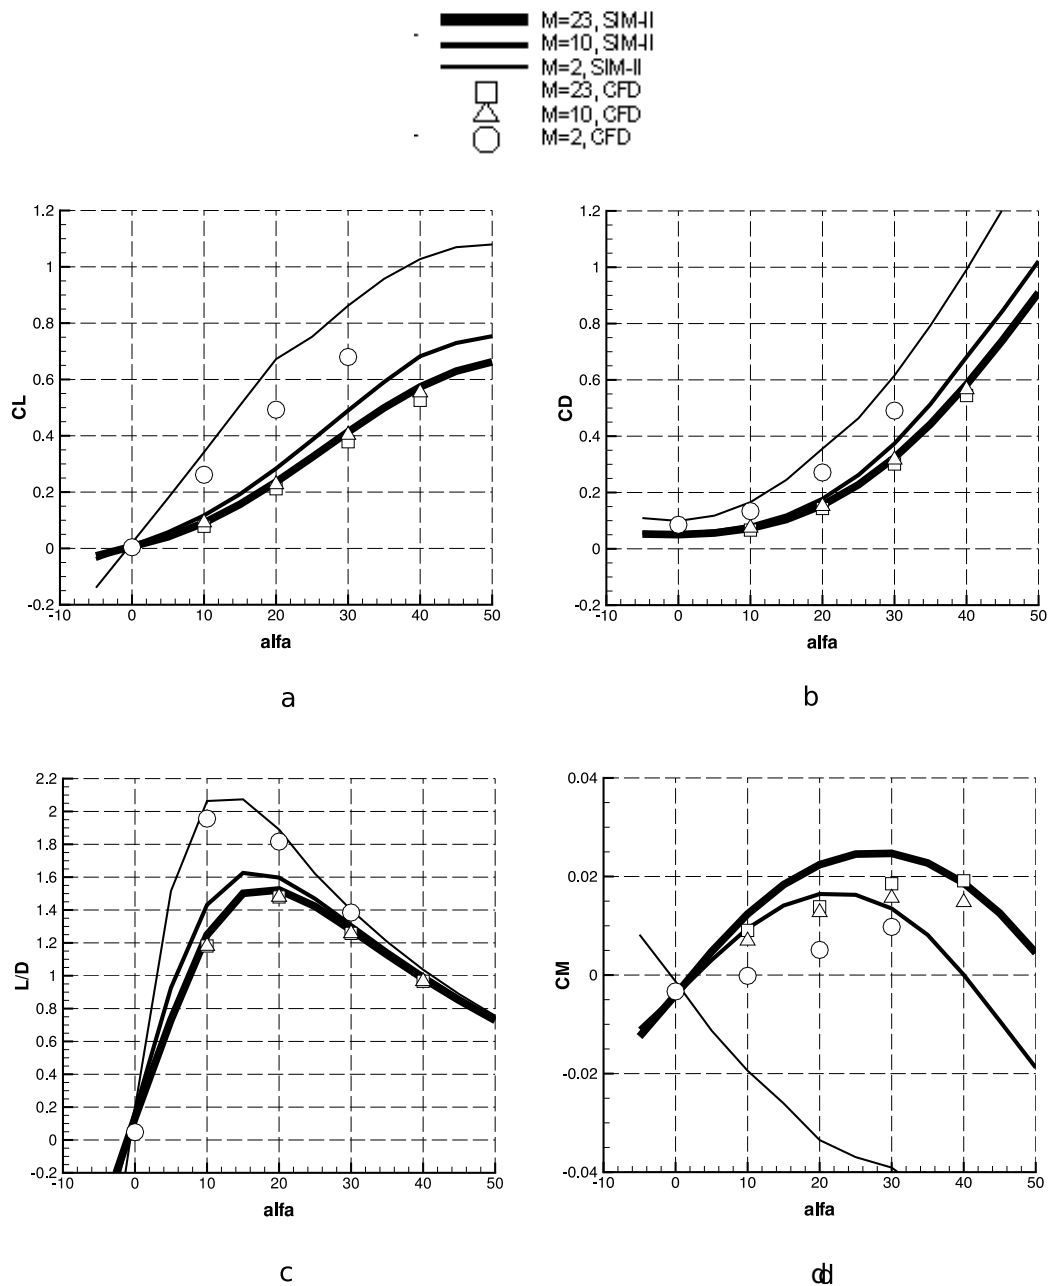 M=23, SIM-II
M=10, SIM-II
M=2, SIM-II
M=23, CFD
M=10, CFD
M=2, CFD
1.2
1
0.8
0.6
0.4
0.2
0
-0.2
CL
-10 0 10 20 30 40 50
alfa
a
1.2
1
0.8
0.6
0.4
0.2
0
-0.2
CD
-10 0 10 20 30 40 50
alfa
b
2.2
2
1.8
1.6
1.4
1.2
1
0.8
0.6
0.4
0.2
0
-0.2
L/D
-10 0 10 20 30 40 50
alfa
c
0.04
0.02
0
-0.02
-0.04
CM
-10 0 10 20 30 40 50
alfa
d